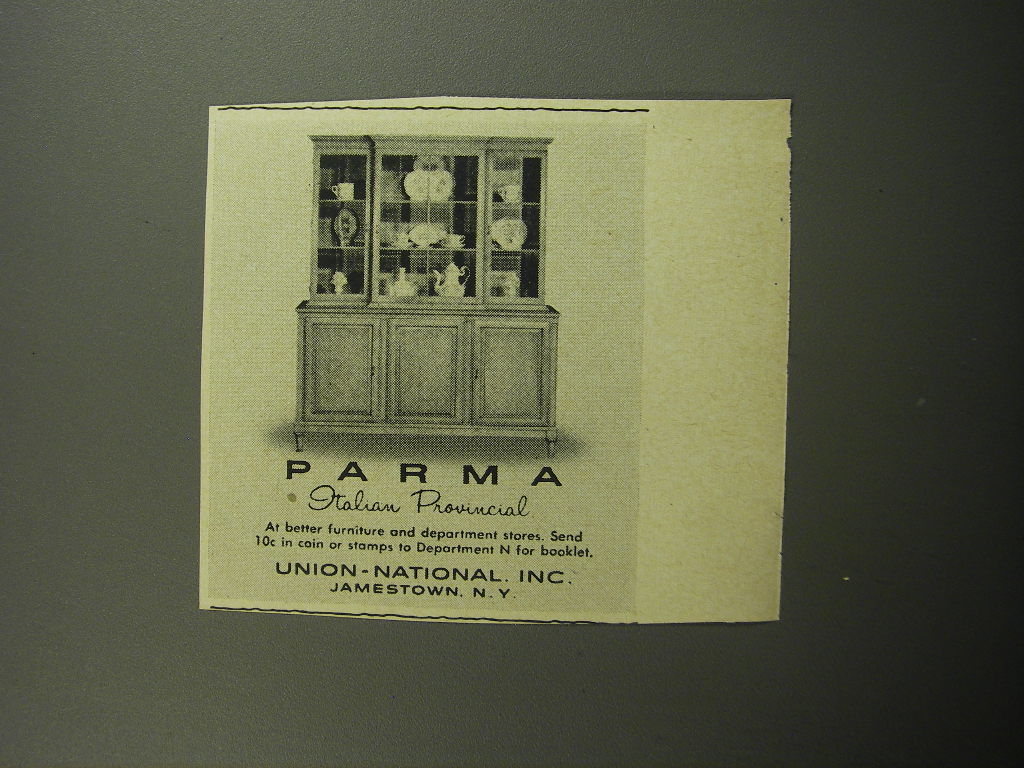 PARMA
Italian Provincial
At better furniture and department stores. Send
10c in coin or stamps to Department N for booklet.
UNION-NATIONAL. INC.
JAMESTOWN. N.Y.